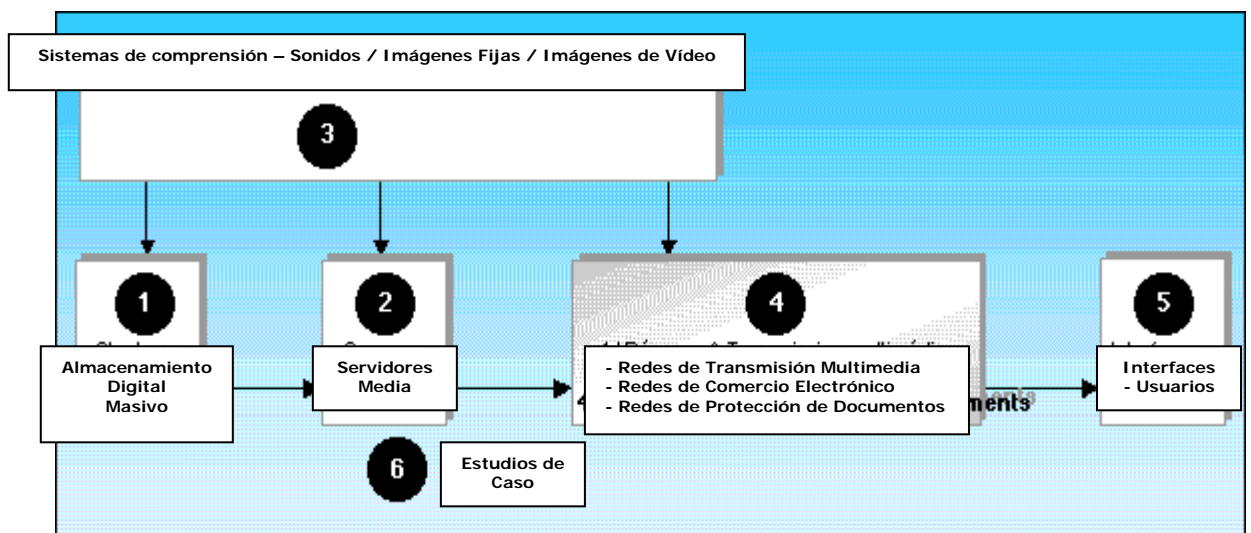 Sistemas de comprensión – Sonidos / Imágenes Fijas / Imágenes de Vídeo
3
1
2
4
5
Almacenamiento
Digital
Masivo
Servidores
Media
- Redes de Transmisión Multimedia
- Redes de Comercio Electrónico
- Redes de Protección de Documentos
Interfaces
- Usuarios
6
Estudios de
Caso